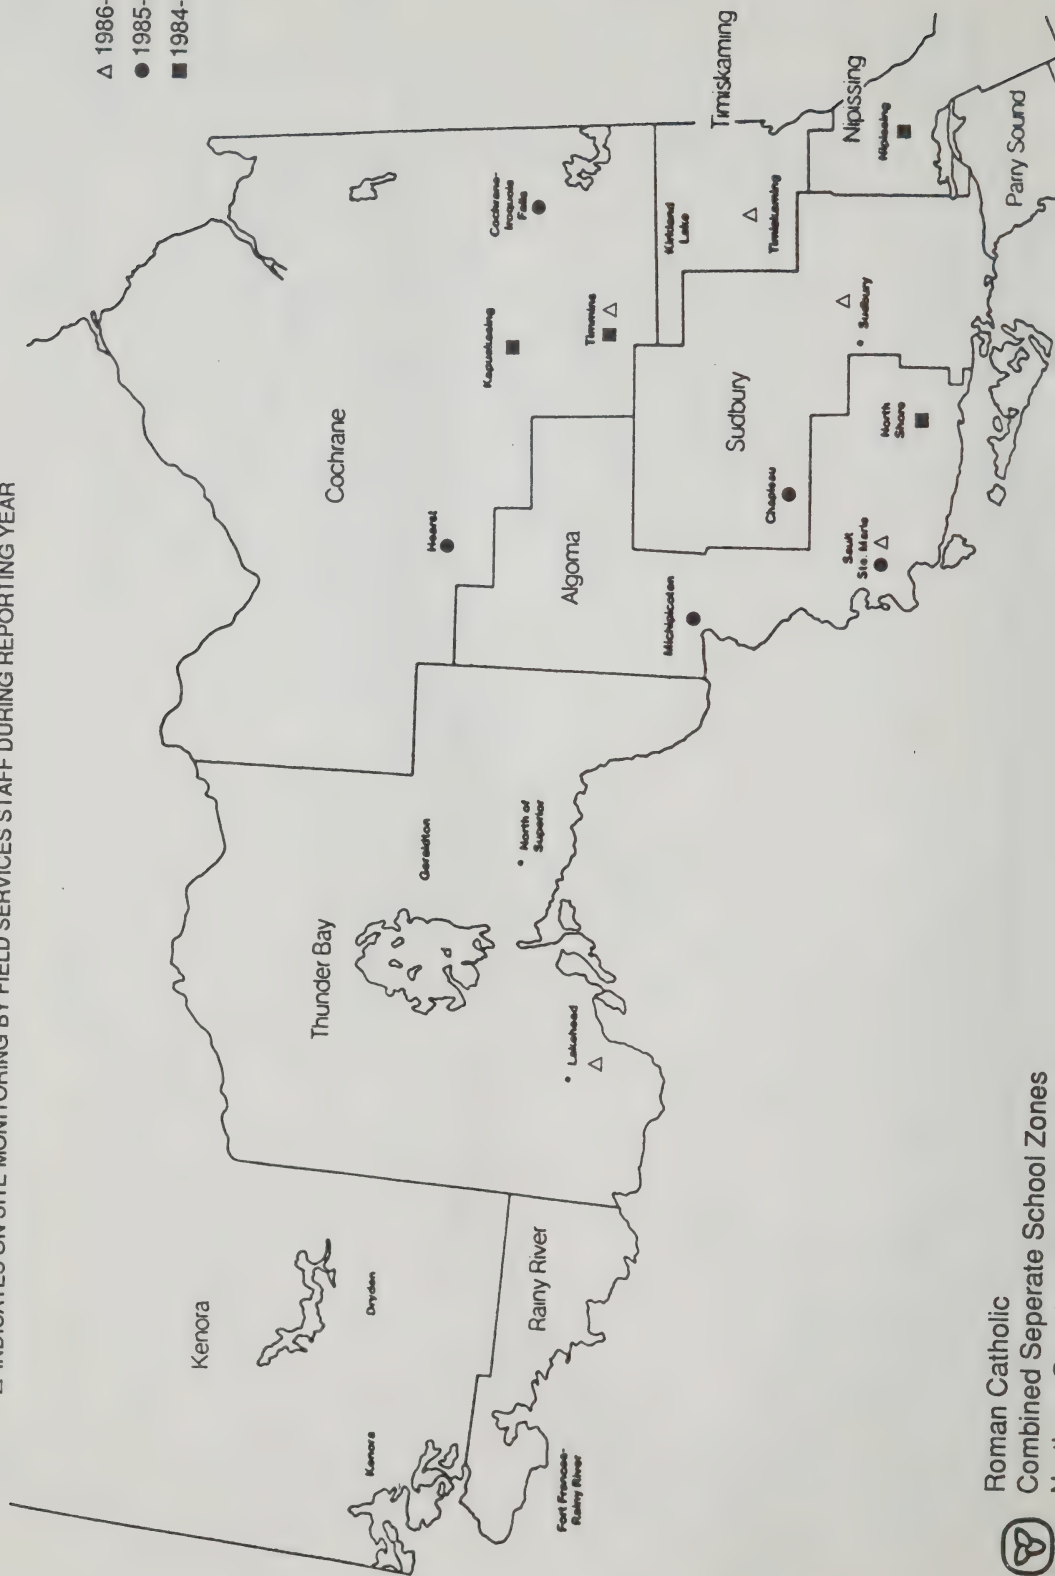 △ INDICATES ON SITE MONITORING BY FIELD SERVICES STAFF DURING REPORTING YEAR
△ 1986-
● 1985-
■ 1984-
Kenora
Kenora
Dryden
Rainy River
Fort Frances-
Rainy River
Thunder Bay
Lakehead
Geraldton
North of
Superior
Cochrane
Hearst
Kapuskasing
Cochrane-
Iroquois
Falls
Timmins
Algoma
Michipicoten
Sault
Ste. Marie
North
Shore
Sudbury
Chapleau
Sudbury
Kirkland
Lake
Timiskaming
Timiskaming
Nipissing
Nipissing
Parry Sound
Roman Catholic
Combined Seperate School Zones